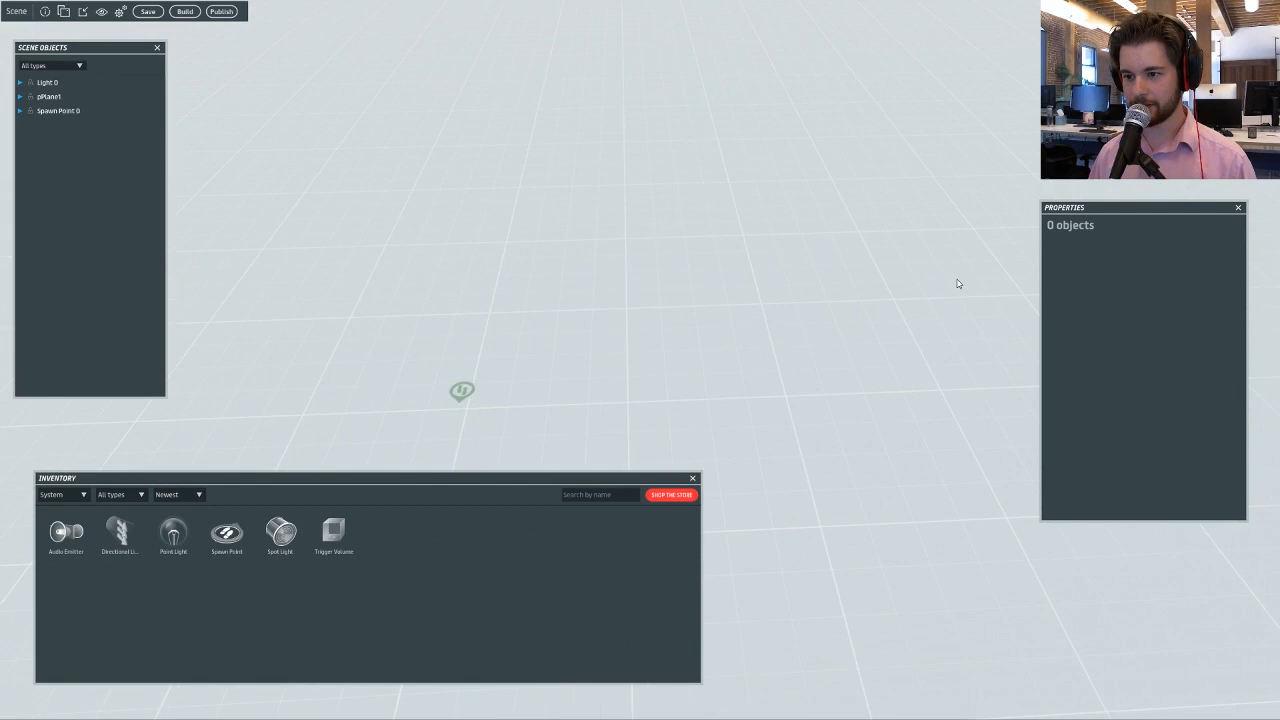 Scene
Save
Build
Publish
SCENE OBJECTS
All types
Light 0
pPlane1
Spawn Point 0
PROPERTIES
0 objects
INVENTORY
System
All types
Newest
Search by name
SHOP THE STORE
Audio Emitter
Directional Li...
Point Light
Spawn Point
Spot Light
Trigger Volume